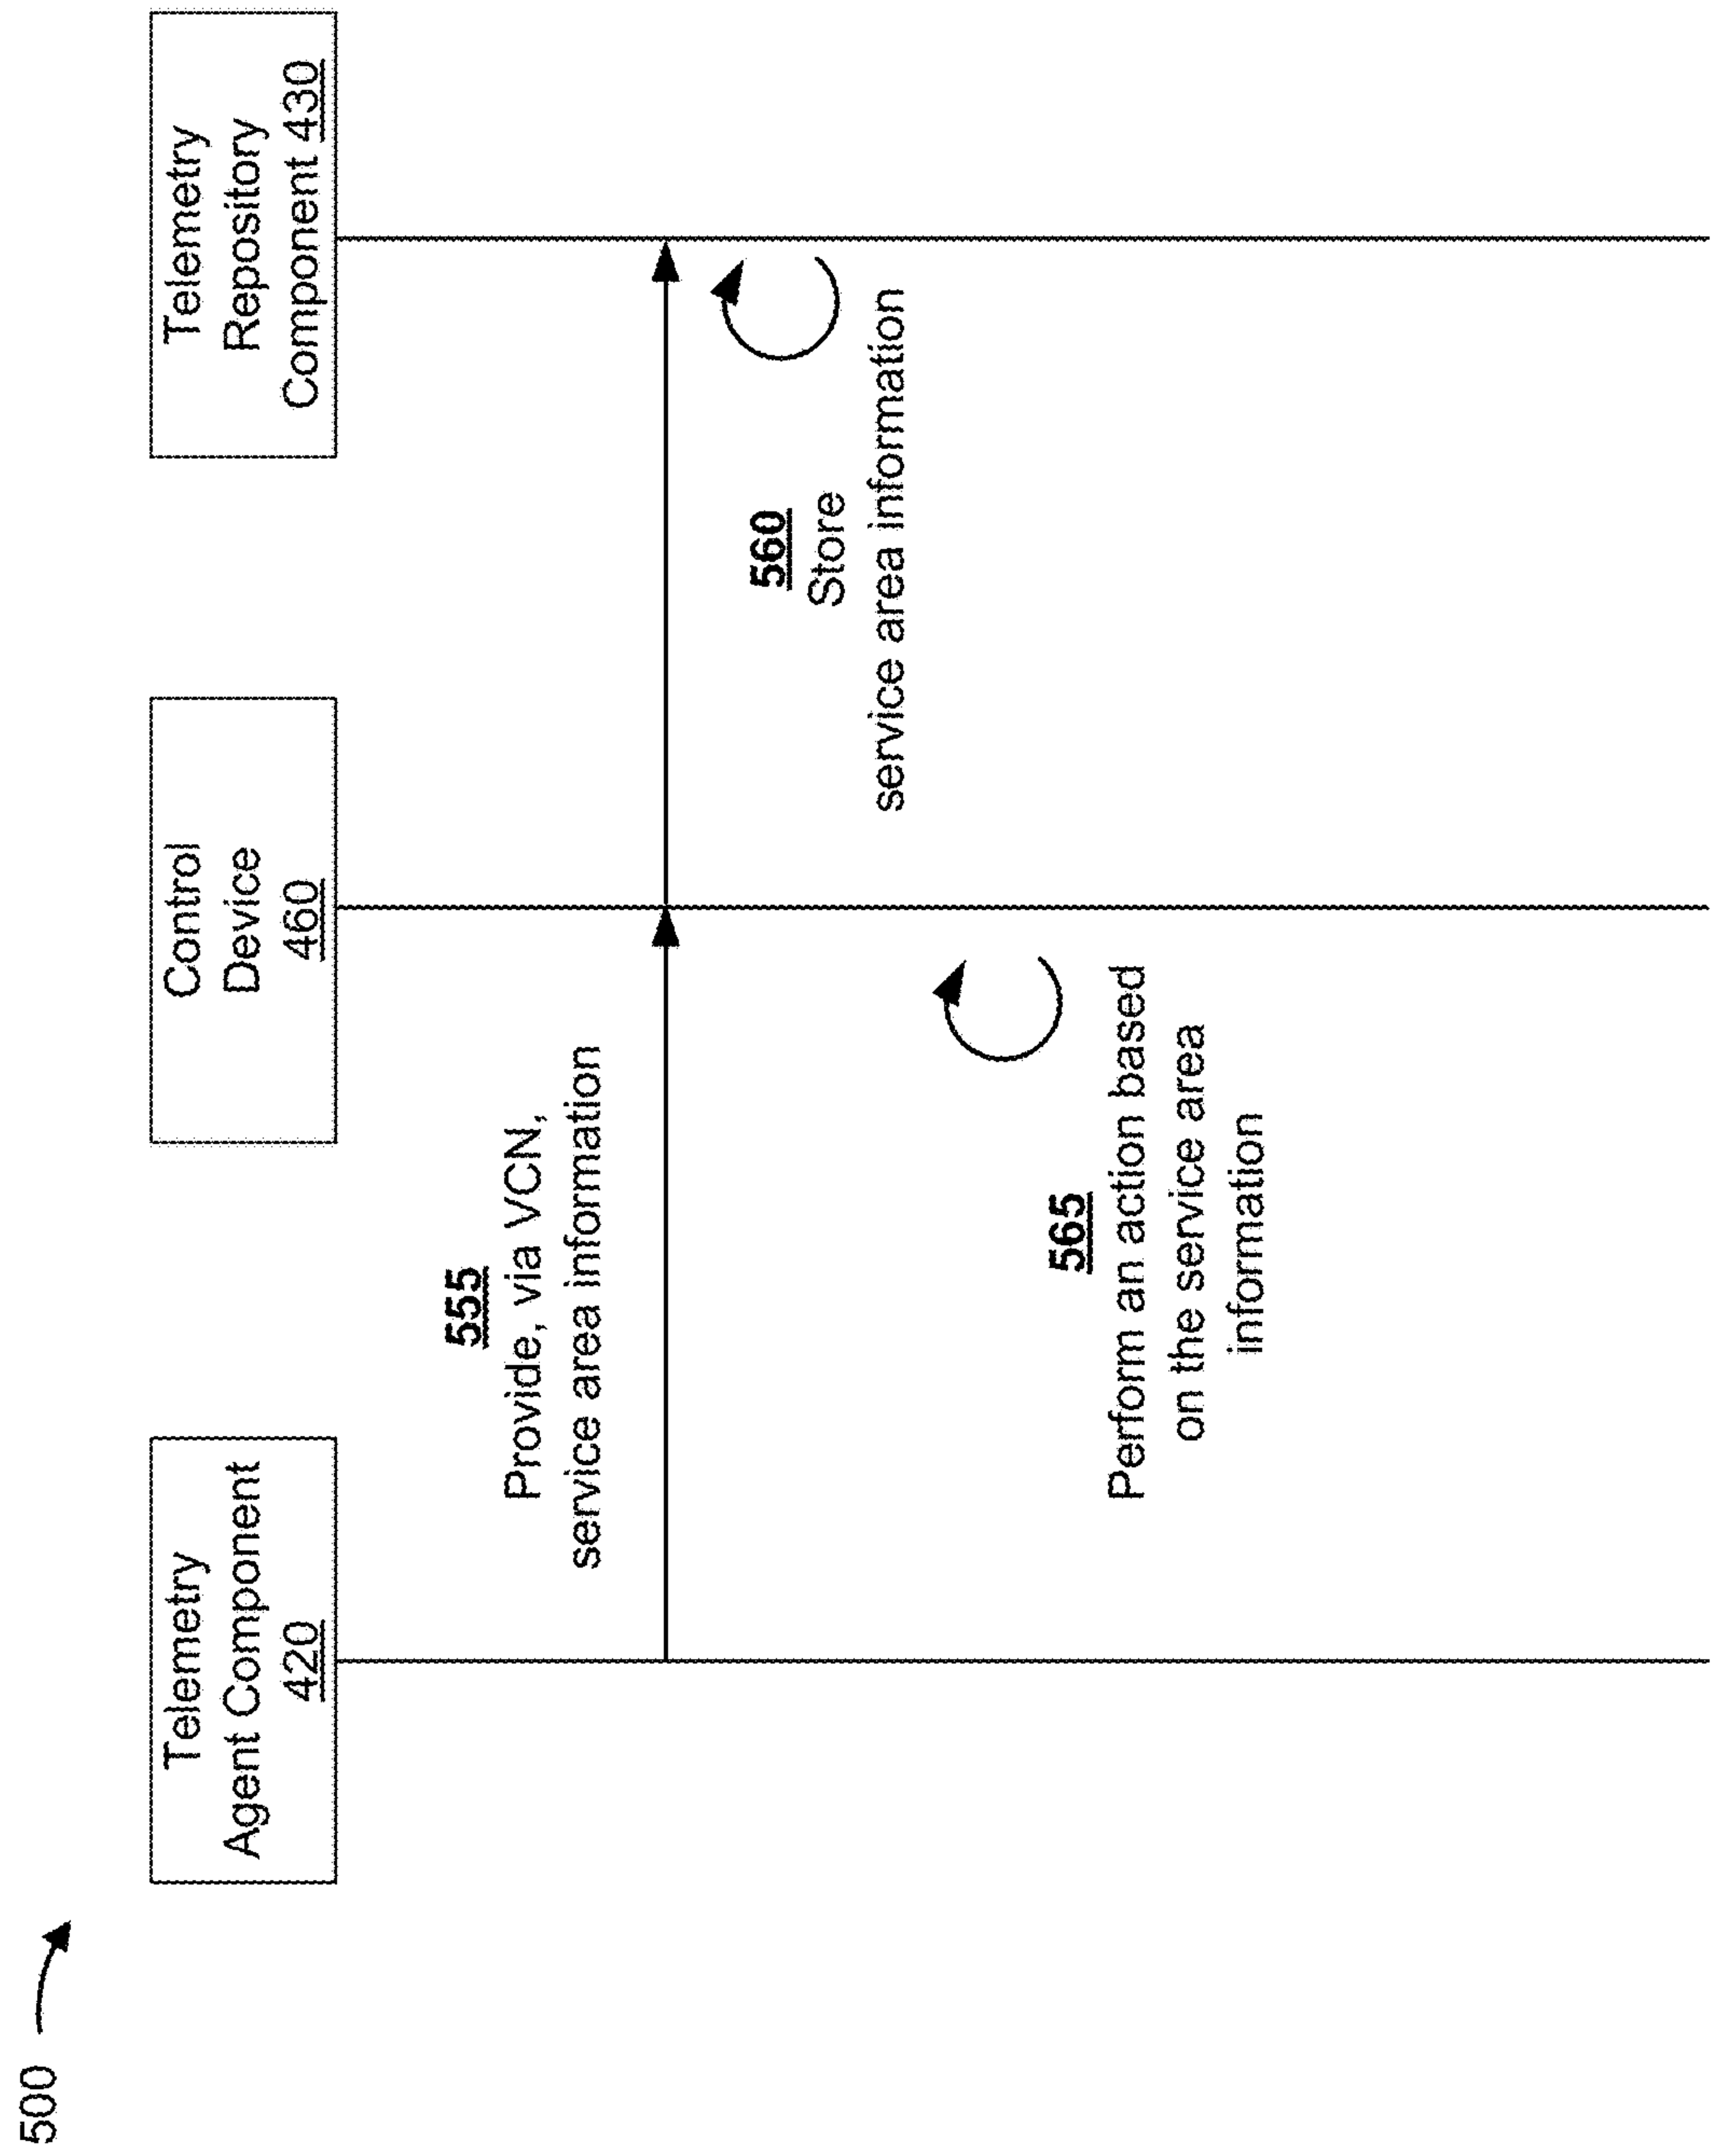 500
Telemetry
Agent Component
420
Control
Device
460
Telemetry
Repository
Component 430
555
Provide, via VCN,
service area information
560
Store
service area information
565
Perform an action based
on the service area
information